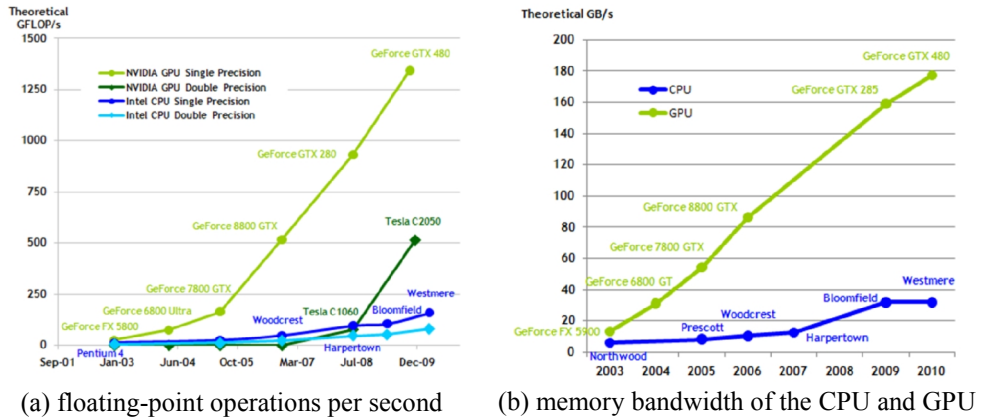 Theoretical
GFLOP/s
1500
1250
1000
750
500
250
0
Sep-01 Jan-03 Jun-04 Oct-05 Mar-07 Jul-08 Dec-09
NVIDIA GPU Single Precision
NVIDIA GPU Double Precision
Intel CPU Single Precision
Intel CPU Double Precision
GeForce GTX 480
GeForce GTX 280
GeForce 8800 GTX
Tesla C2050
GeForce 7800 GTX
GeForce 6800 Ultra
GeForce FX 5800
Pentium 4
Woodcrest
Tesla C1060
Bloomfield
Westmere
Harpertown
(a) floating-point operations per second
Theoretical GB/s
200
180
160
140
120
100
80
60
40
20
0
2003 2004 2005 2006 2007 2008 2009 2010
CPU
GPU
GeForce GTX 480
GeForce GTX 285
GeForce 8800 GTX
GeForce 7800 GTX
GeForce 6800 GT
GeForce FX 5900
Northwood
Prescott
Woodcrest
Harpertown
Bloomfield
Westmere
(b) memory bandwidth of the CPU and GPU